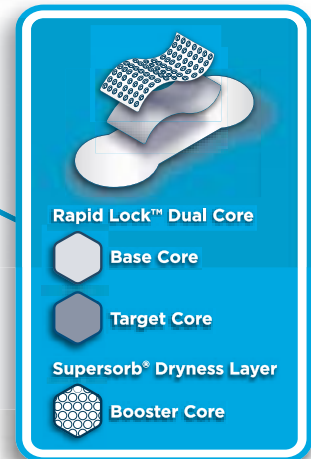 Rapid Lock™ Dual Core
Base Core
Target Core
Supersorb® Dryness Layer
Booster Core